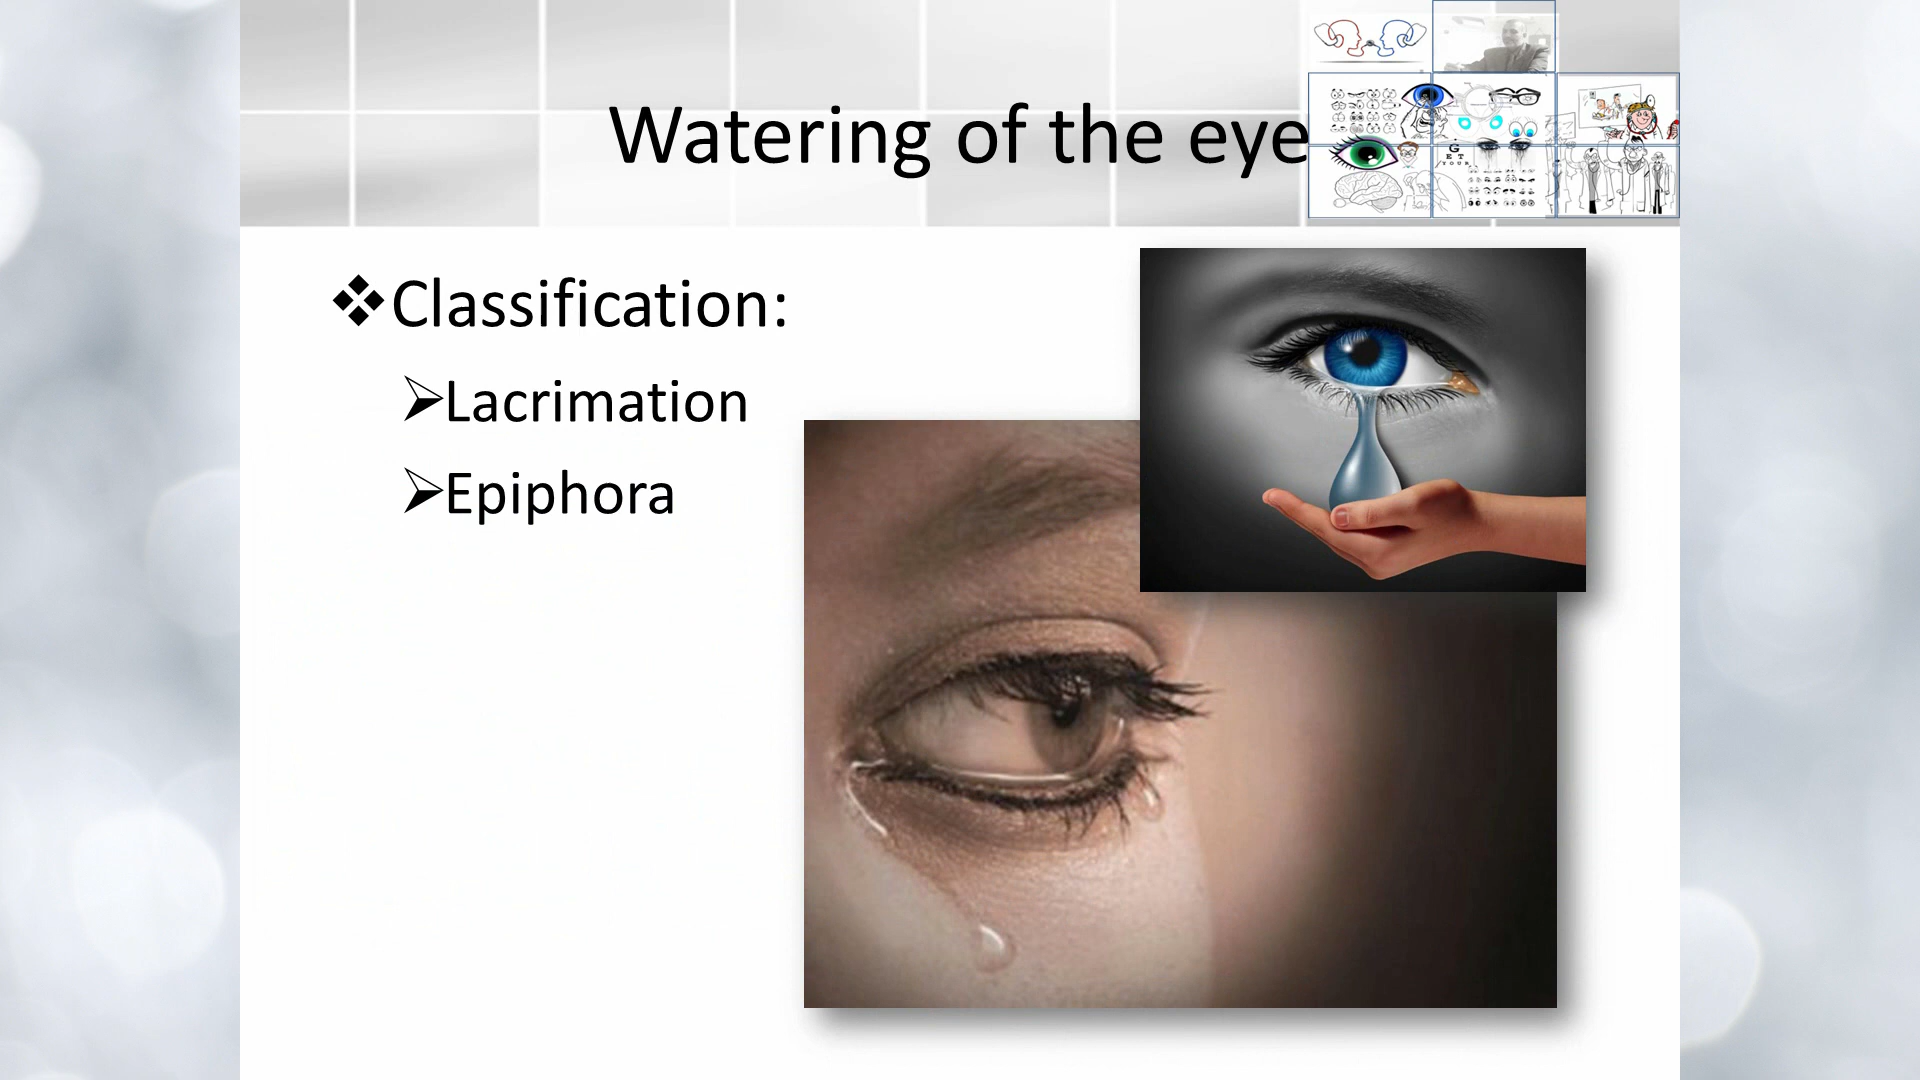 Watering of the eye
❖Classification:
➢Lacrimation
➢Epiphora
G
E T
Y O U R